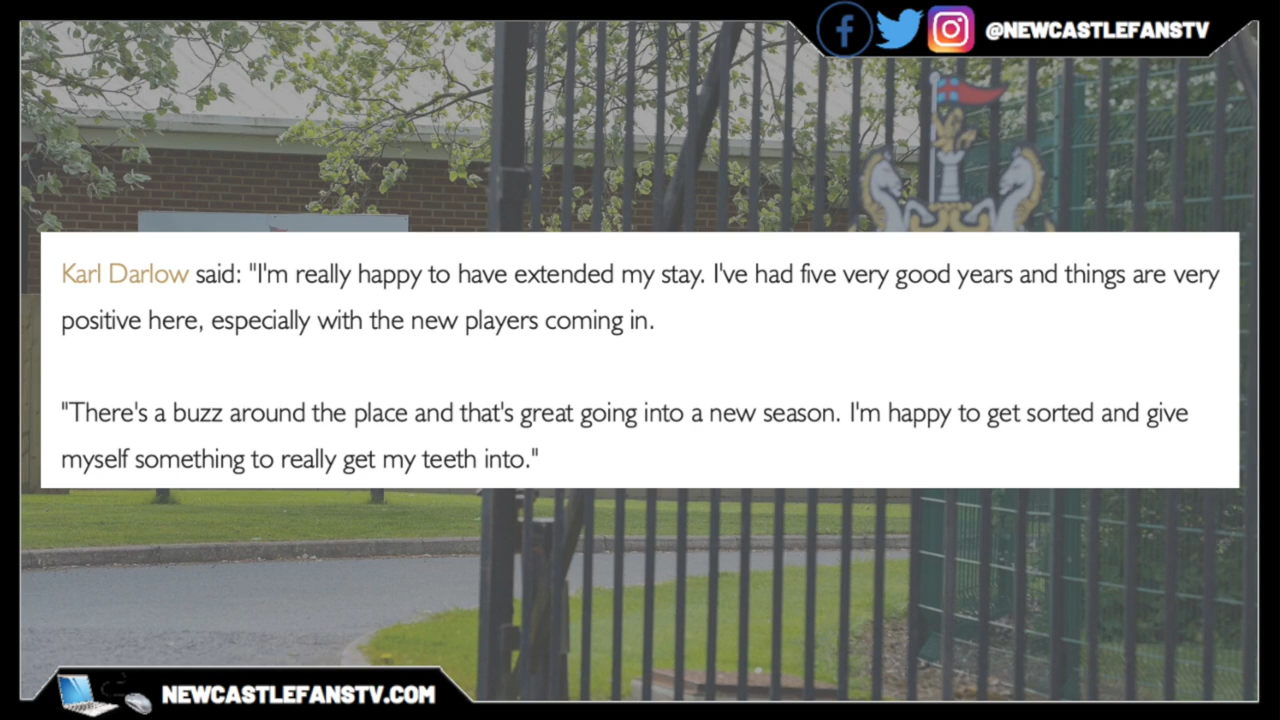 @NEWCASTLEFANSTV
Karl Darlow said: "I'm really happy to have extended my stay. I've had five very good years and things are very
positive here, especially with the new players coming in.
"There's a buzz around the place and that's great going into a new season. I'm happy to get sorted and give
myself something to really get my teeth into."
NEWCASTLEFANSTV.COM